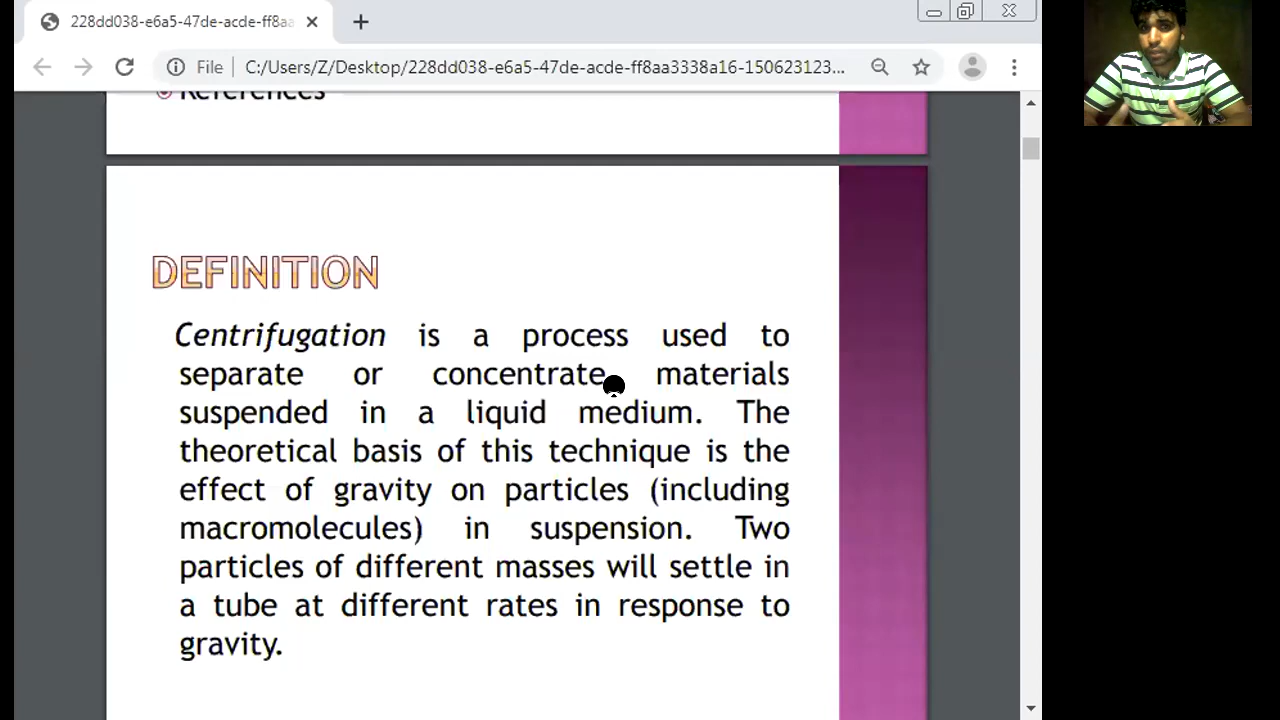 228dd038-e6a5-47de-acde-ff8aa
File
C:/Users/Z/Desktop/228dd038-e6a5-47de-acde-ff8aa3338a16-150623123...
References
DEFINITION
Centrifugation is a process used to
separate or concentrate materials
suspended in a liquid medium. The
theoretical basis of this technique is the
effect of gravity on particles (including
macromolecules) in suspension. Two
particles of different masses will settle in
a tube at different rates in response to
gravity.